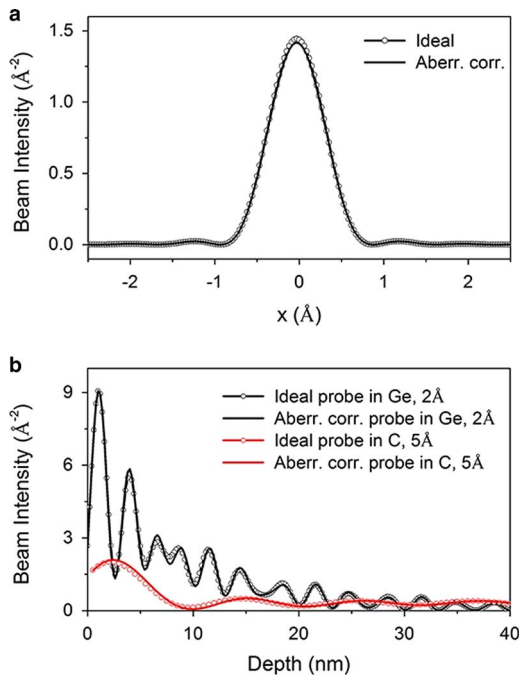 a
1.5
1.0
0.5
0.0
Beam Intensity (Å⁻²)
Ideal
Aberr. corr.
-2
-1
0
1
2
x (Å)
b
9
6
3
0
Beam Intensity (Å⁻²)
Ideal probe in Ge, 2Å
Aberr. corr. probe in Ge, 2Å
Ideal probe in C, 5Å
Aberr. corr. probe in C, 5Å
0
10
20
30
40
Depth (nm)